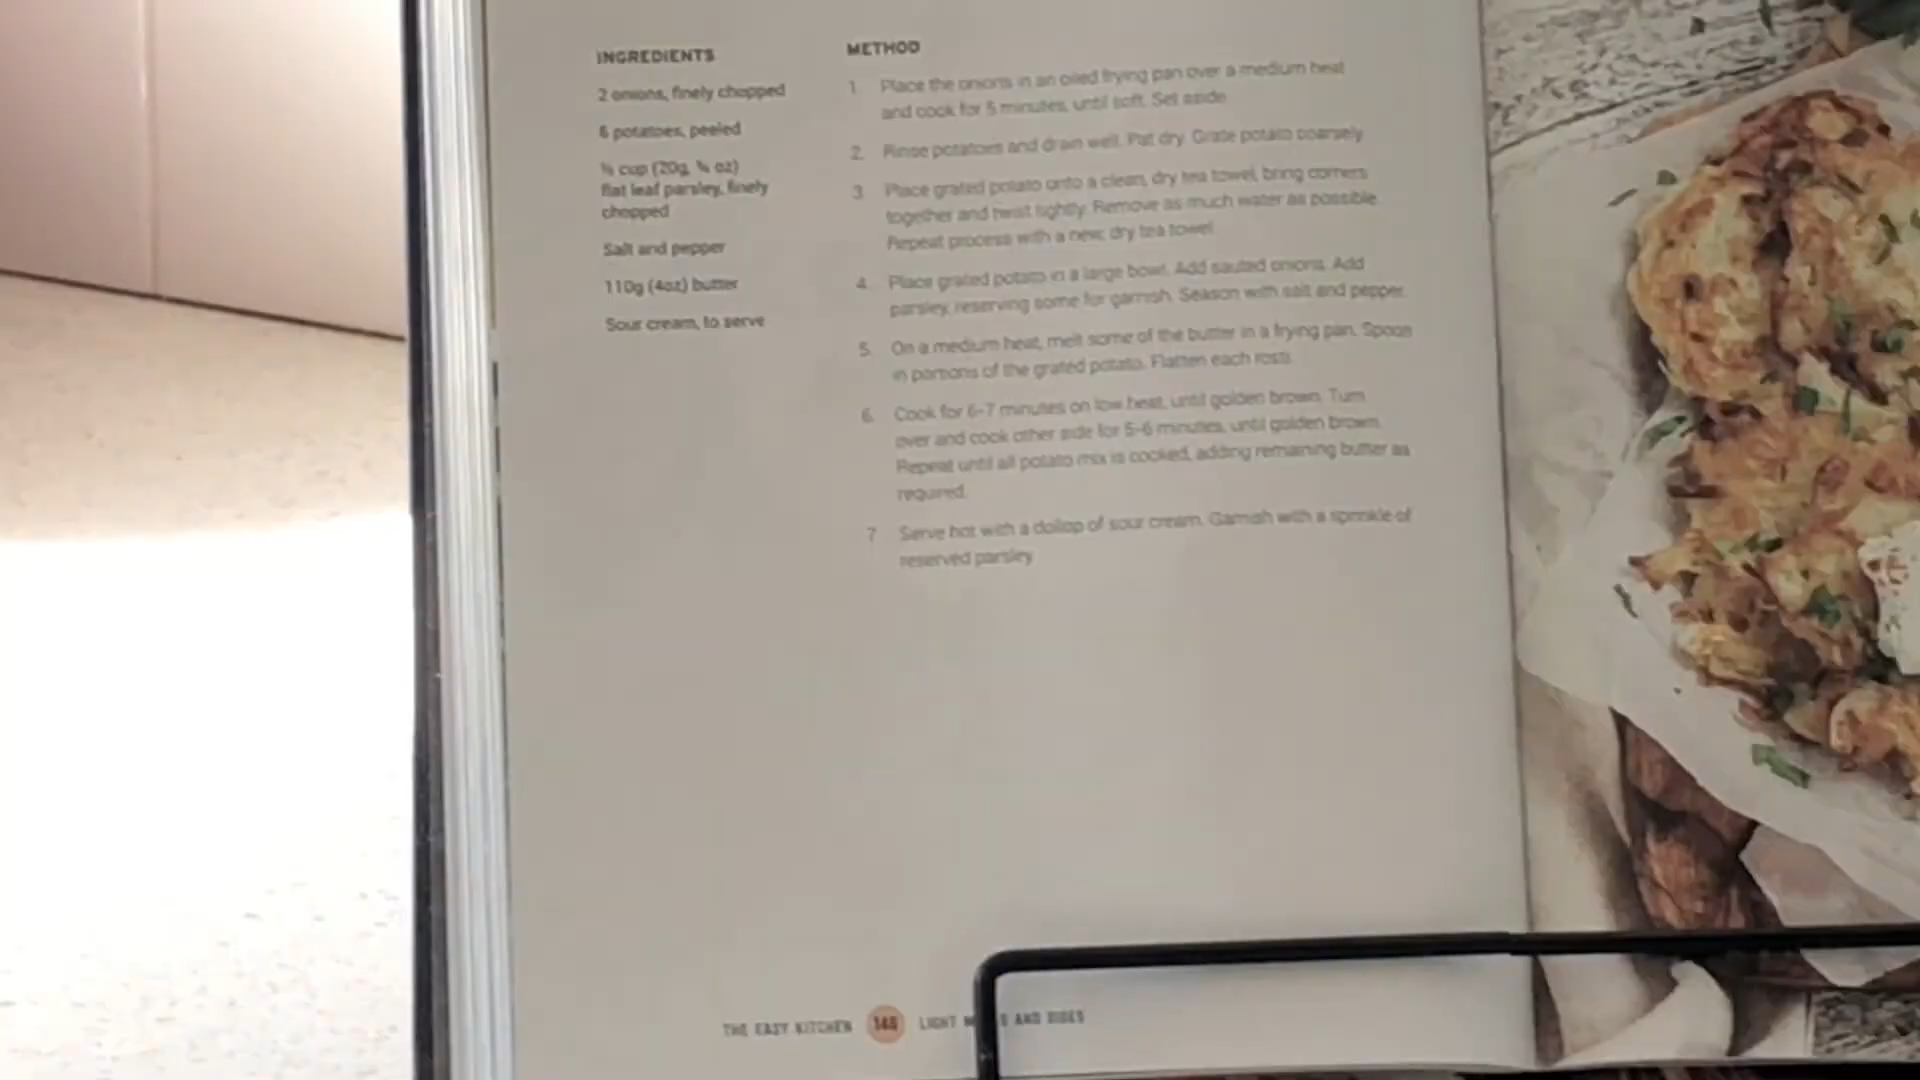 INGREDIENTS
2 onions, finely chopped
6 potatoes, peeled
cup (20g, ¾ oz)
flat leaf parsley, finely
chopped
Salt and pepper
110g (4oz) butter
Sour cream, to serve
METHOD
1. Place the onions in an oiled frying pan over a medium heat
and cook for 5 minutes, until soft. Set aside.
2. Rinse potatoes and drain well. Pat dry. Grate potato coarsely.
3. Place grated potato onto a clean, dry tea towel, bring corners
together and twist tightly. Remove as much water as possible.
Repeat process with a new, dry tea towel.
4. Place grated potato in a large bowl. Add sauted onions. Add
parsley, reserving some for garnish. Season with salt and pepper.
5. On a medium heat, melt some of the butter in a frying pan. Spoon
in portions of the grated potato. Flatten each rosti.
6. Cook for 6-7 minutes on low heat, until golden brown. Turn
over and cook other side for 5-6 minutes, until golden brown.
Repeat until all potato mix is cooked, adding remaining butter as
required.
7. Serve hot with a dollop of sour cream. Garnish with a sprinkle of
reserved parsley.
THE EASY KITCHEN LIGHT AND SIDES